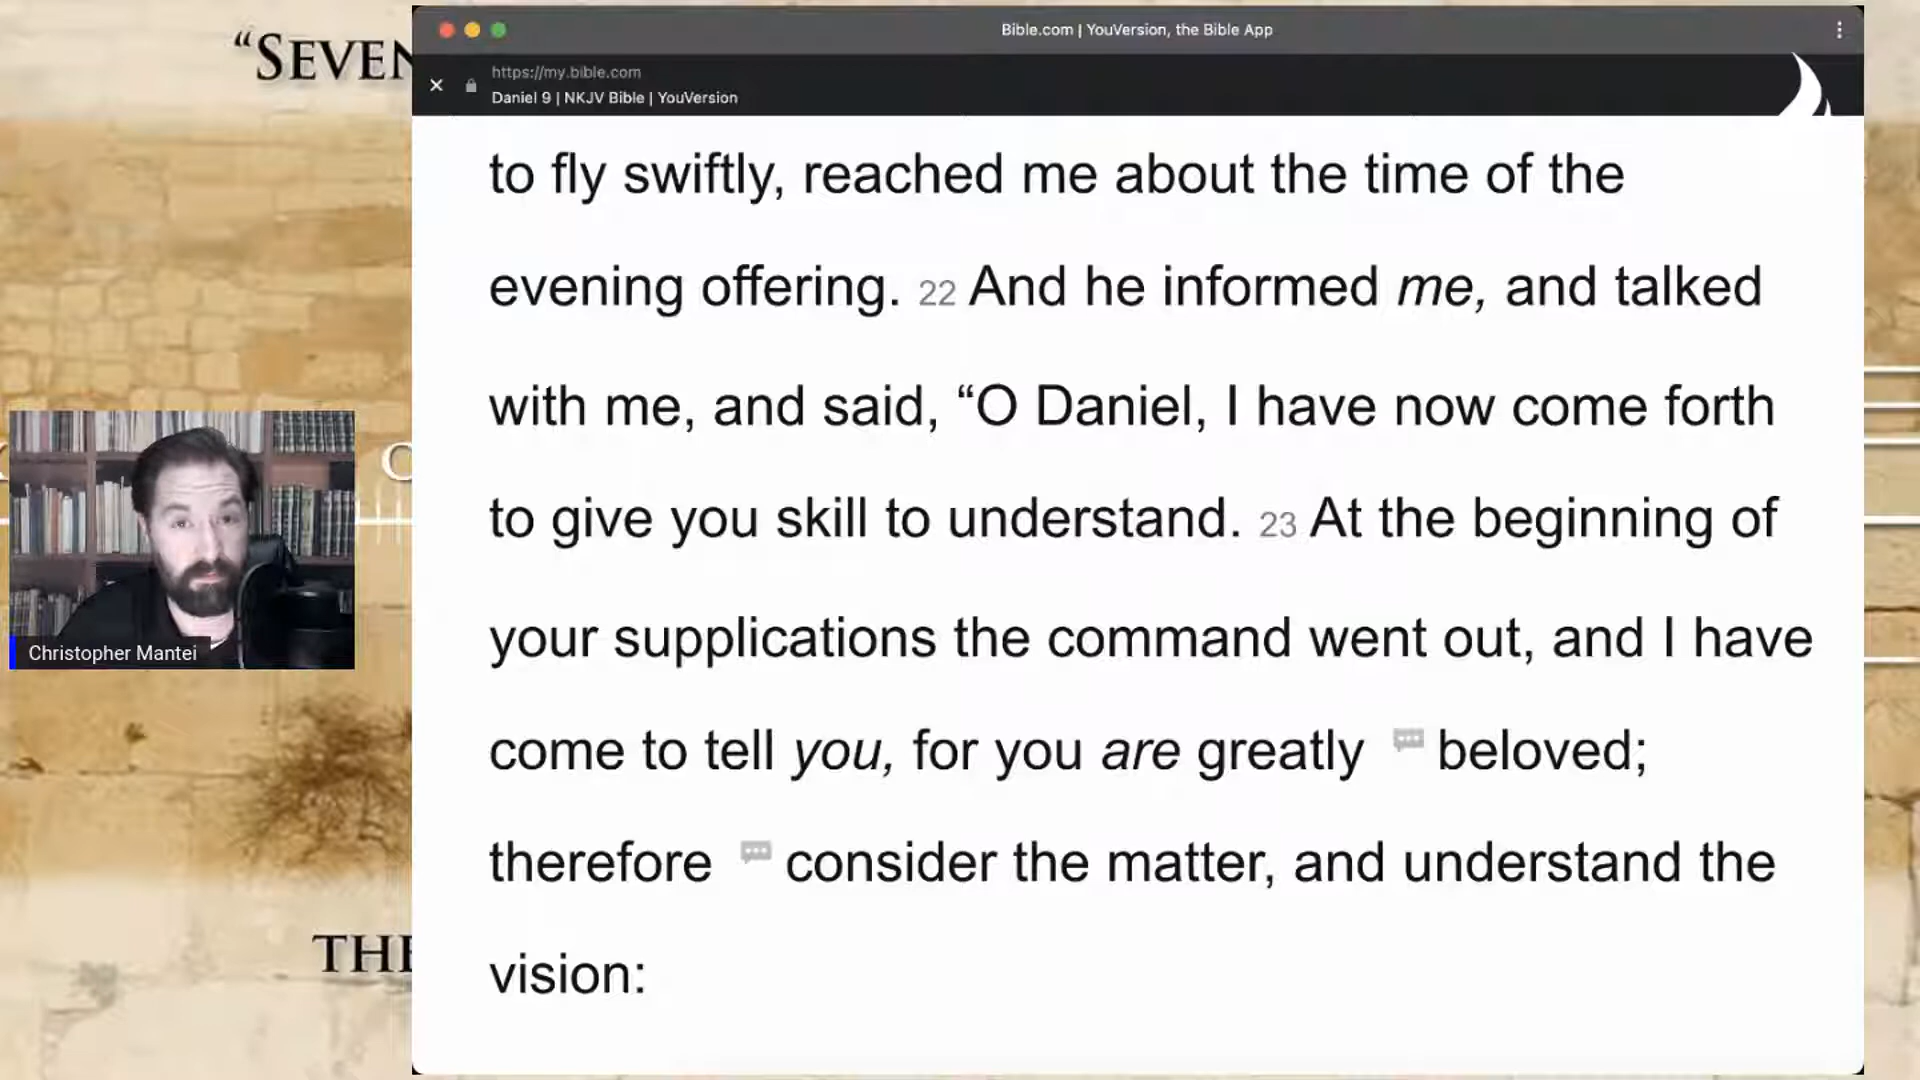 “SEVEN
Bible.com | YouVersion, the Bible App
https://my.bible.com
Daniel 9 | NKJV Bible | YouVersion
to fly swiftly, reached me about the time of the
evening offering. 22 And he informed me, and talked
with me, and said, “O Daniel, I have now come forth
to give you skill to understand. 23 At the beginning of
your supplications the command went out, and I have
come to tell you, for you are greatly beloved;
therefore consider the matter, and understand the
vision:
Christopher Mantei
THE